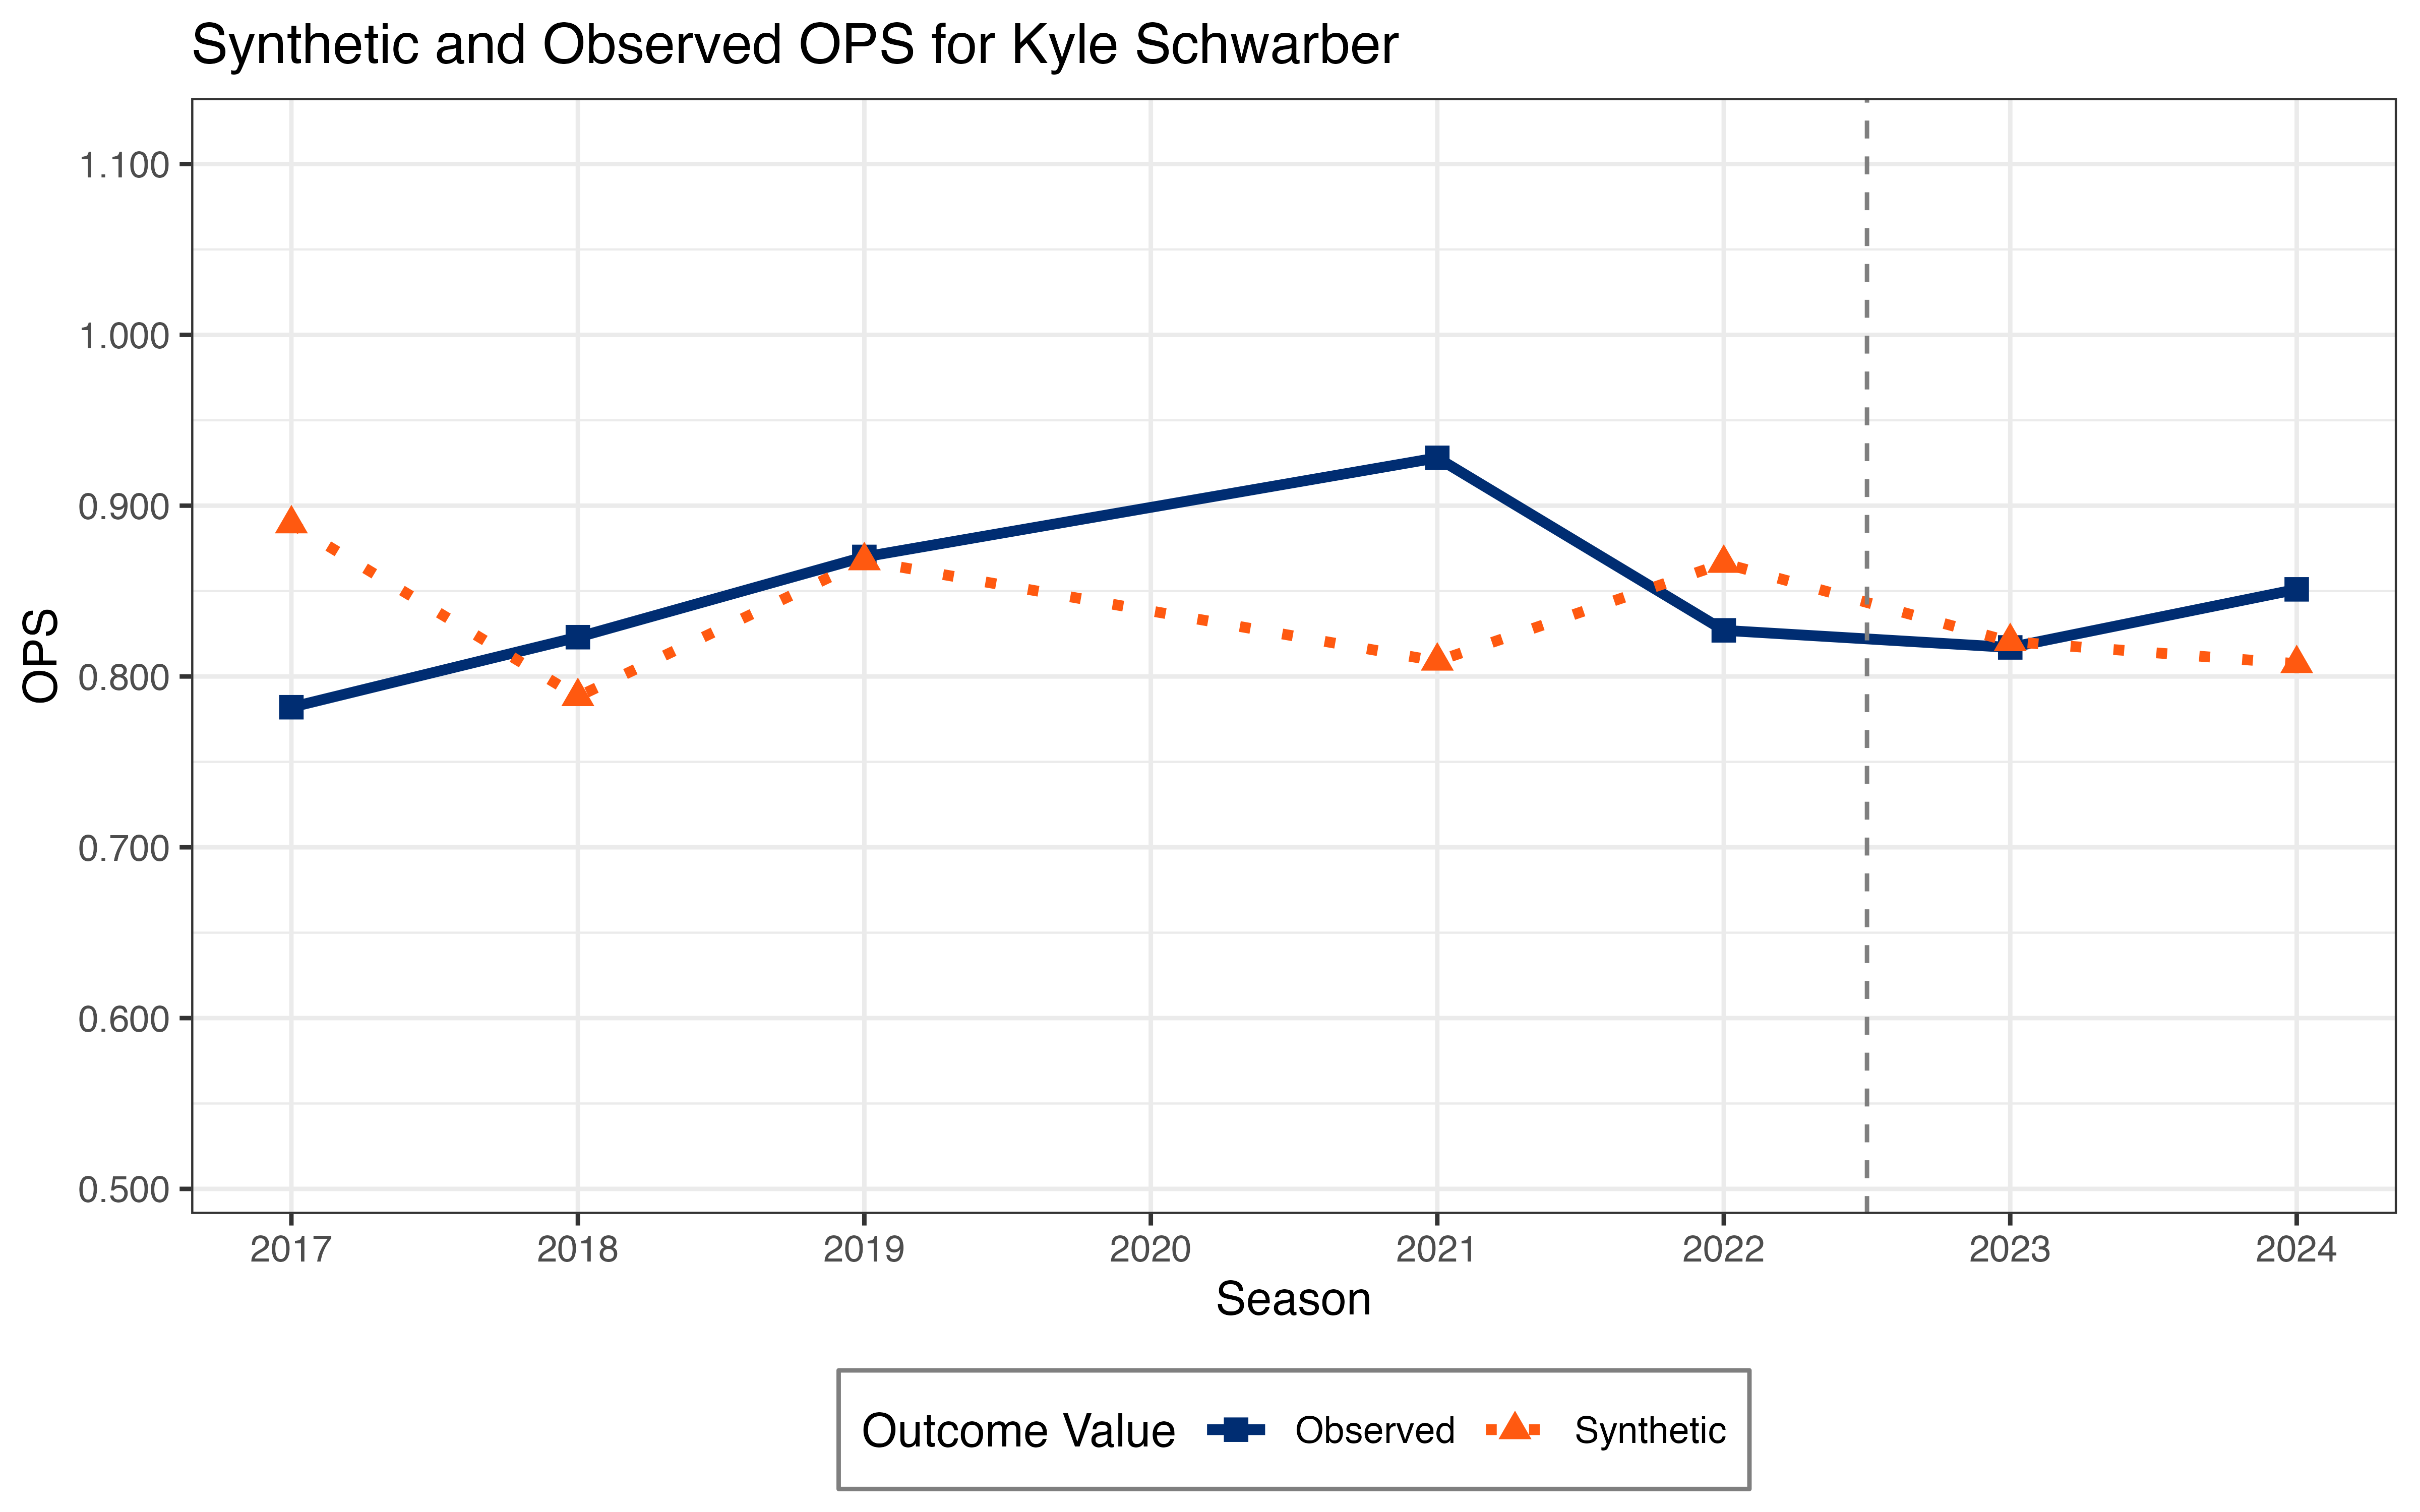 Synthetic and Observed OPS for Kyle Schwarber
1.100
1.000
0.900
0.800
0.700
0.600
0.500
OPS
2017 2018 2019 2020 2021 2022 2023 2024
Season
Outcome Value Observed Synthetic